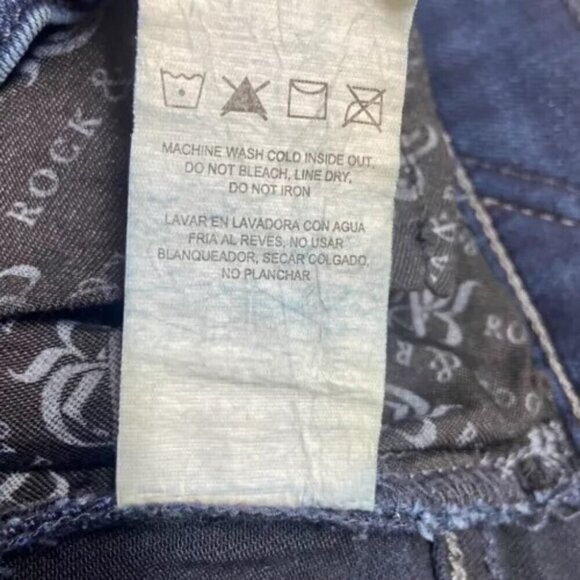 ROCK &
MACHINE WASH COLD INSIDE OUT,
DO NOT BLEACH, LINE DRY,
DO NOT IRON
LAVAR EN LAVADORA CON AGUA
FRIA AL REVES, NO USAR
BLANQUEADOR, SECAR COLGADO,
NO PLANCHAR
ROC
& R